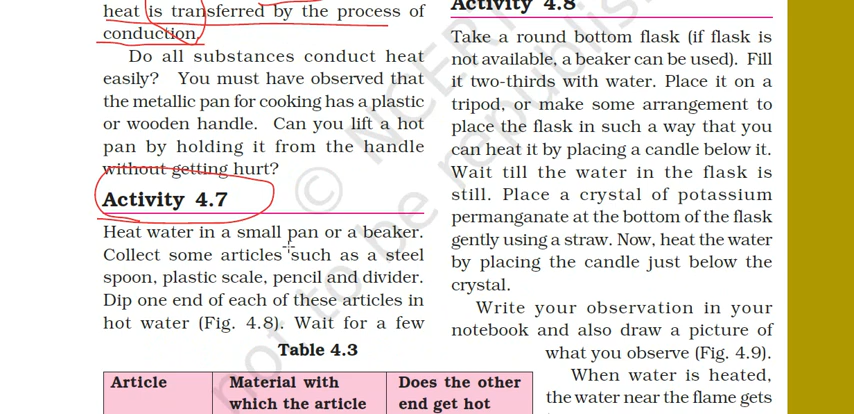 heat is transferred by the process of
conduction.
Do all substances conduct heat
easily? You must have observed that
the metallic pan for cooking has a plastic
or wooden handle. Can you lift a hot
pan by holding it from the handle
without getting hurt?
Activity 4.7
Heat water in a small pan or a beaker.
Collect some articles such as a steel
spoon, plastic scale, pencil and divider.
Dip one end of each of these articles in
hot water (Fig. 4.8). Wait for a few
Table 4.3
Article
Material with
which the article
Does the other
end get hot
Activity 4.8
Take a round bottom flask (if flask is
not available, a beaker can be used). Fill
it two-thirds with water. Place it on a
tripod, or make some arrangement to
place the flask in such a way that you
can heat it by placing a candle below it.
Wait till the water in the flask is
still. Place a crystal of potassium
permanganate at the bottom of the flask
gently using a straw. Now, heat the water
by placing the candle just below the
crystal.
Write your observation in your
notebook and also draw a picture of
what you observe (Fig. 4.9).
When water is heated,
the water near the flame gets
© NCERT
not to be republish